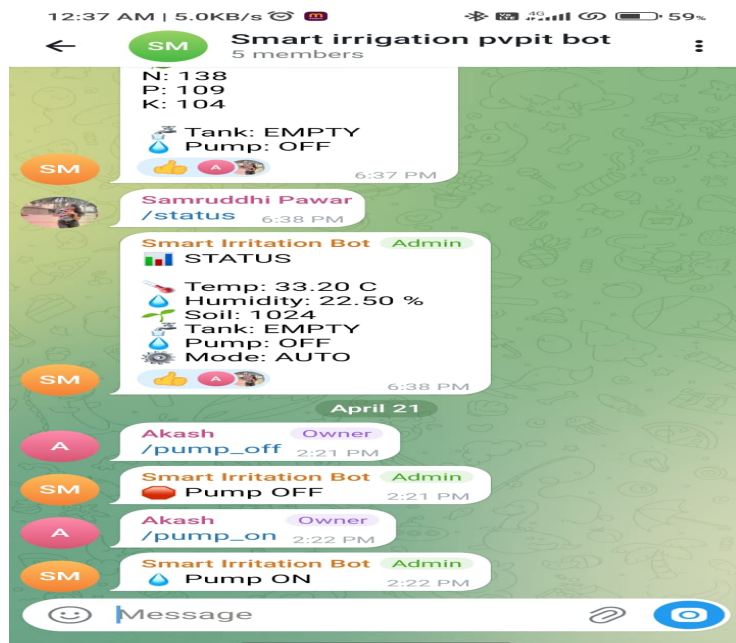 12:37 AM | 5.0KB/s
4G
59%
SM
Smart irrigation pvpit bot
5 members
N: 138
P: 109
K: 104
Tank: EMPTY
Pump: OFF
A
SM
6:37 PM
Samruddhi Pawar
/status 6:38 PM
Smart Irritation Bot Admin
STATUS
Temp: 33.20 C
Humidity: 22.50 %
Soil: 1024
Tank: EMPTY
Pump: OFF
Mode: AUTO
A
SM
6:38 PM
April 21
Akash Owner
A
/pump_off 2:21 PM
Smart Irritation Bot Admin
SM
Pump OFF 2:21 PM
Akash Owner
A
/pump_on 2:22 PM
Smart Irritation Bot Admin
SM
Pump ON 2:22 PM
Message